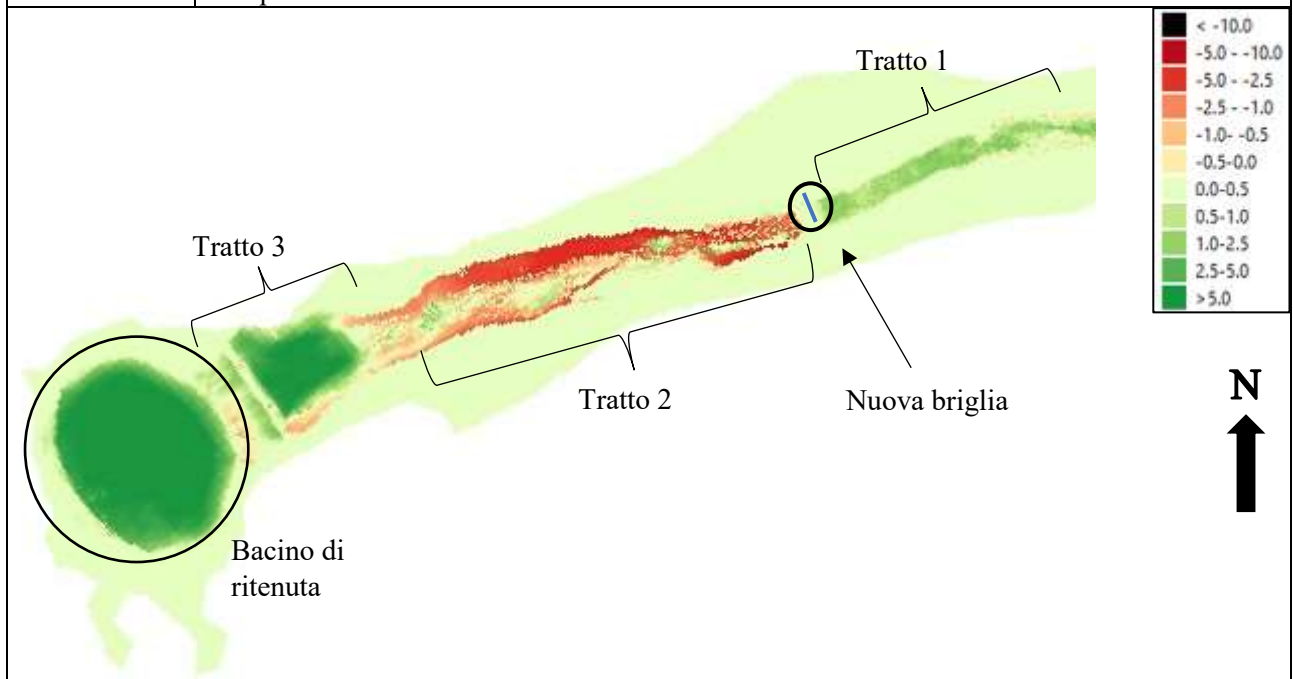 < -10.0
-5.0 - -10.0
-5.0 - -2.5
-2.5 - -1.0
-1.0- -0.5
-0.5-0.0
0.0-0.5
0.5-1.0
1.0-2.5
2.5-5.0
>5.0
Tratto 1
Tratto 3
Tratto 2
Nuova briglia
N
Bacino di
ritenuta